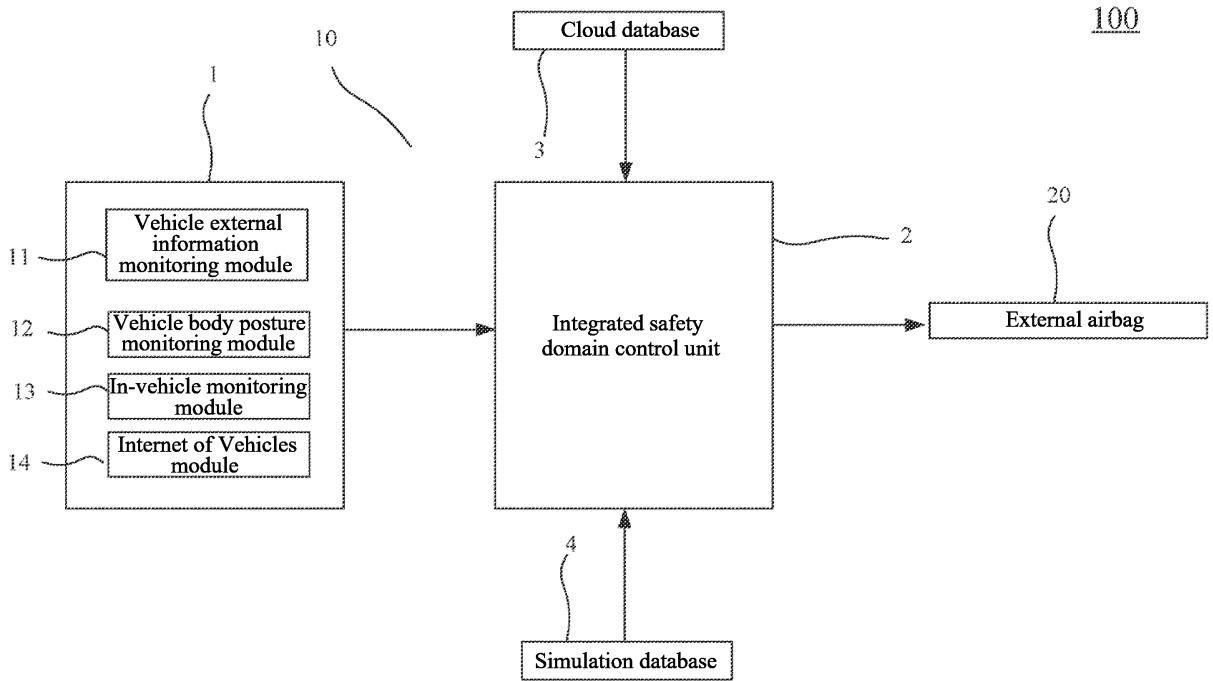 100
Cloud database
10
1
3
Vehicle external
information
monitoring module
11
20
2
Vehicle body posture
monitoring module
12
Integrated safety
domain control unit
External airbag
In-vehicle monitoring
module
13
Internet of Vehicles
module
14
4
Simulation database